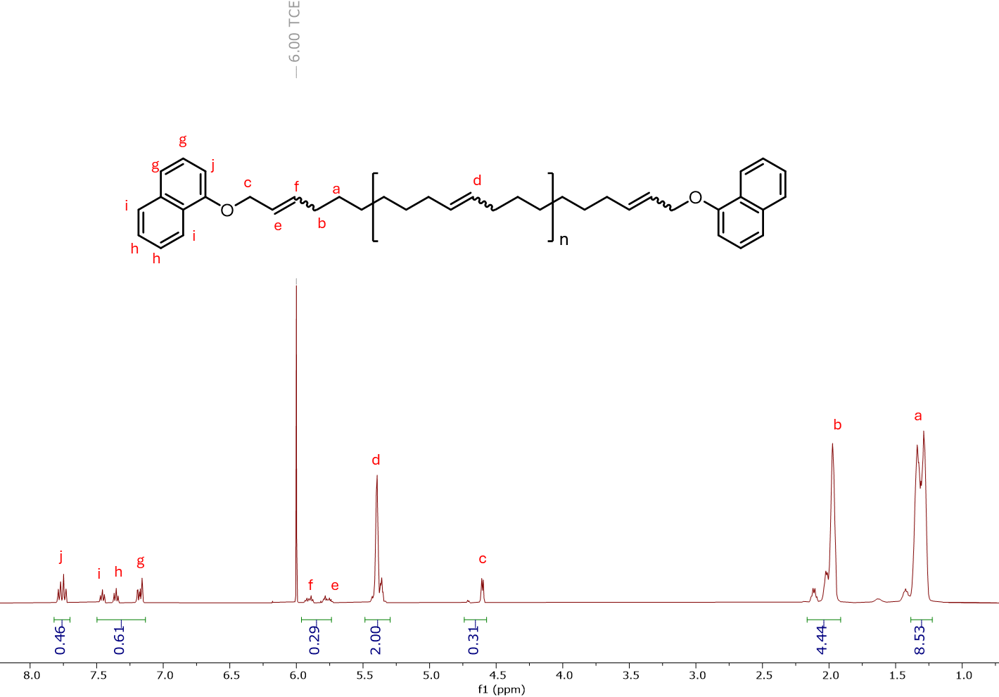 — 6.00 TCE
g
g
j
c
f
a
d
i
O
e
b
O
h
h
i
n
j
i
h
g
f
e
d
c
b
a
0.46
0.61
0.29
2.00
0.31
4.44
8.53
8.0 7.5 7.0 6.5 6.0 5.5 5.0 4.5 4.0 3.5 3.0 2.5 2.0 1.5 1.0
f1 (ppm)